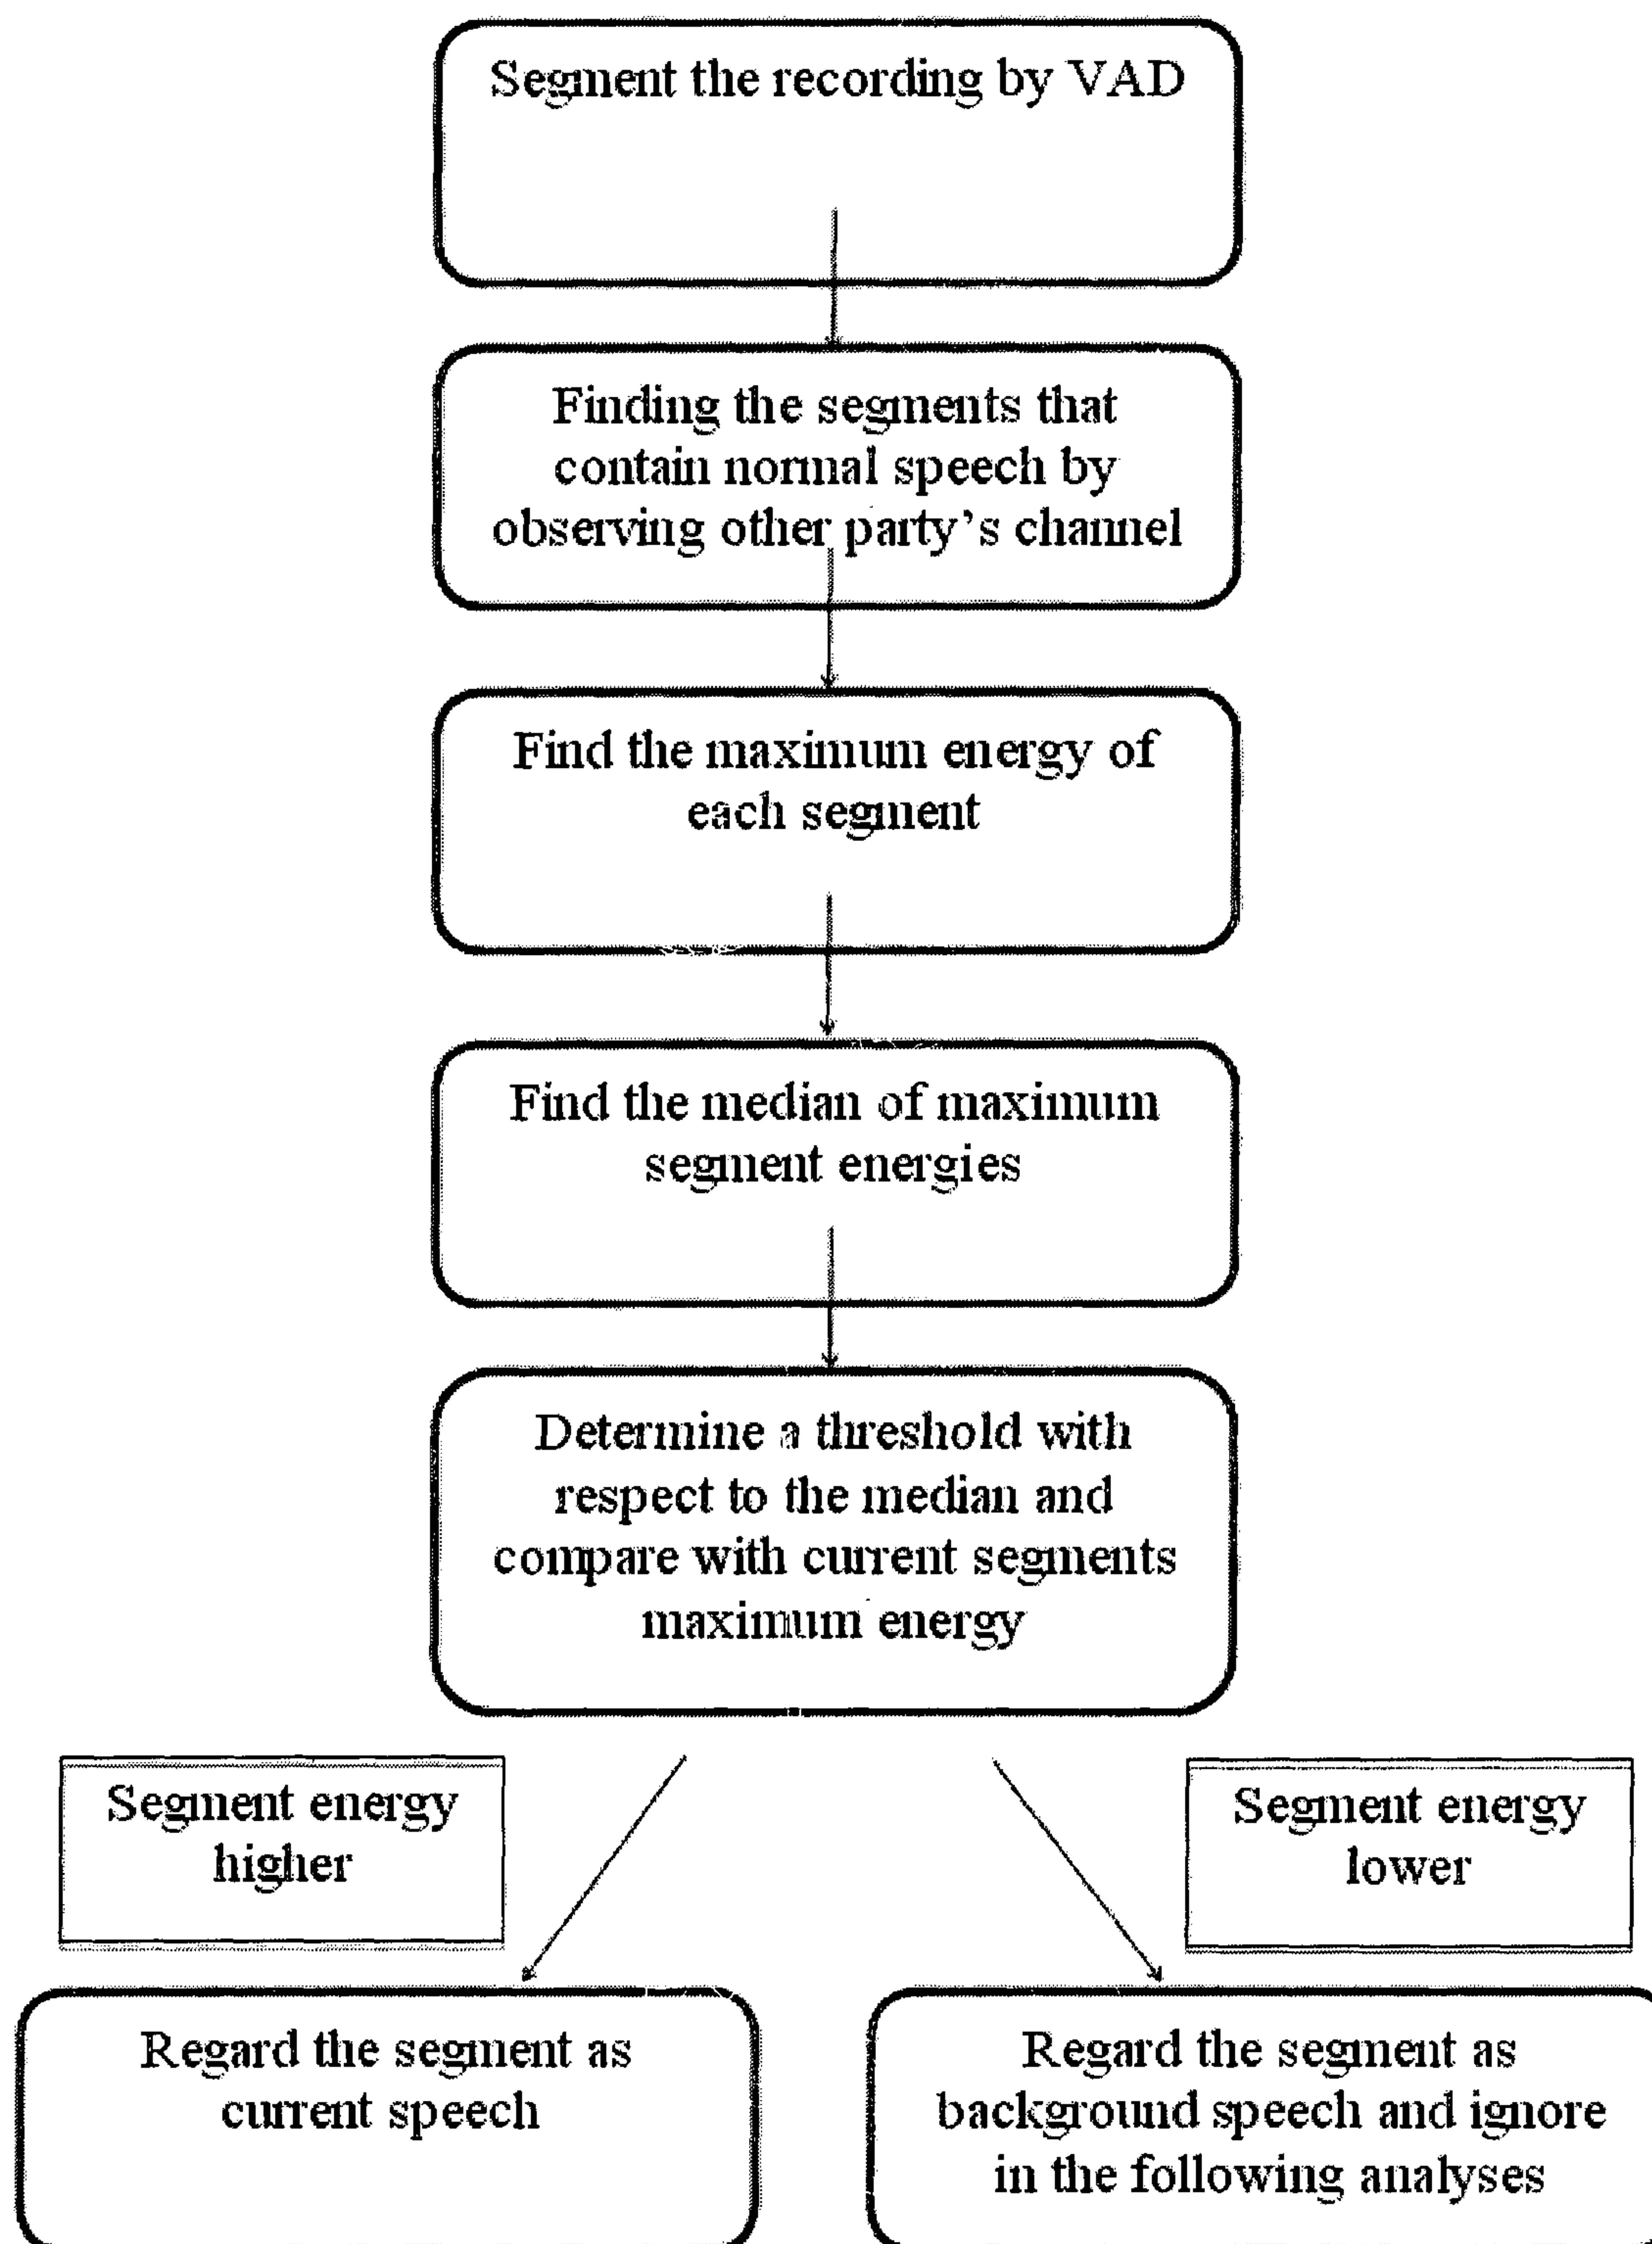 Segment the recording by VAD
Finding the segments that
contain normal speech by
observing other party's channel
Find the maximum energy of
each segment
Find the median of maximum
segment energies
Determine a threshold with
respect to the median and
compare with current segments
maximum energy
Segment energy
higher
Segment energy
lower
Regard the segment as
current speech
Regard the segment as
background speech and ignore
in the following analyses